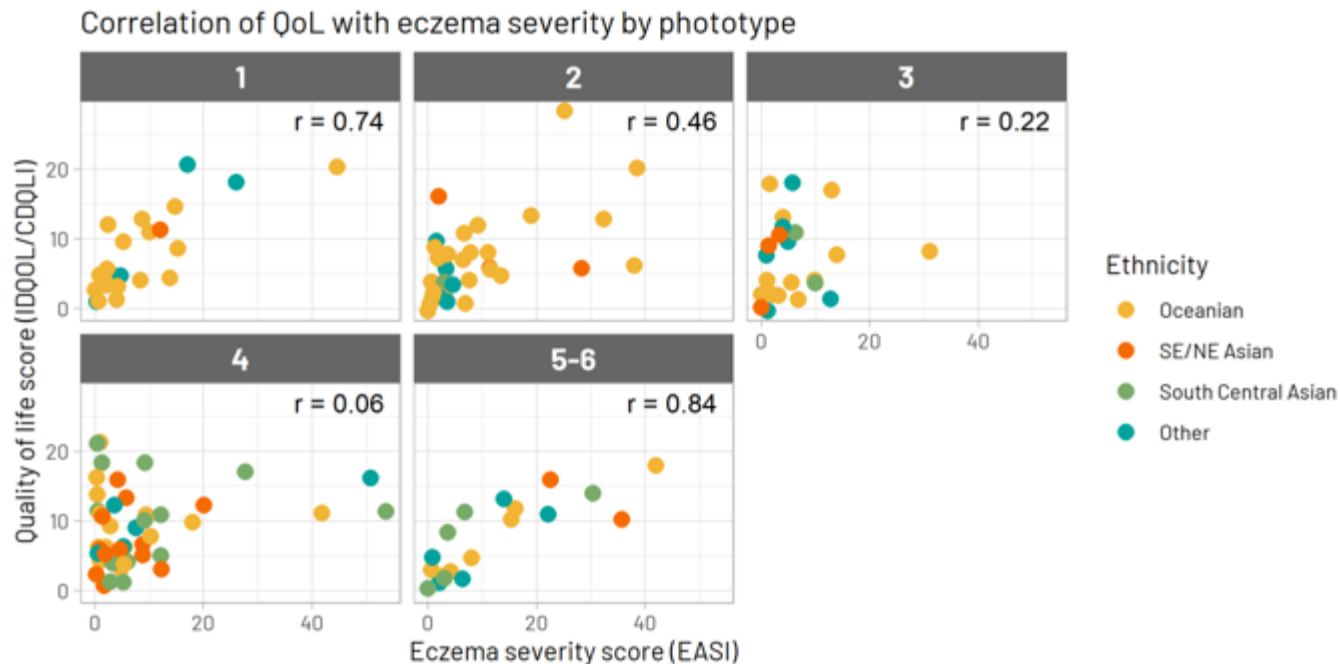 Correlation of QoL with eczema severity by phototype
1
2
3
r = 0.74
r = 0.46
r = 0.22
20
10
0
0
20
40
4
5-6
r = 0.06
r = 0.84
20
10
0
0
20
40
0
20
40
Quality of life score (IDQOL/CDQLI)
Eczema severity score (EASI)
Ethnicity
Oceanian
SE/NE Asian
South Central Asian
Other